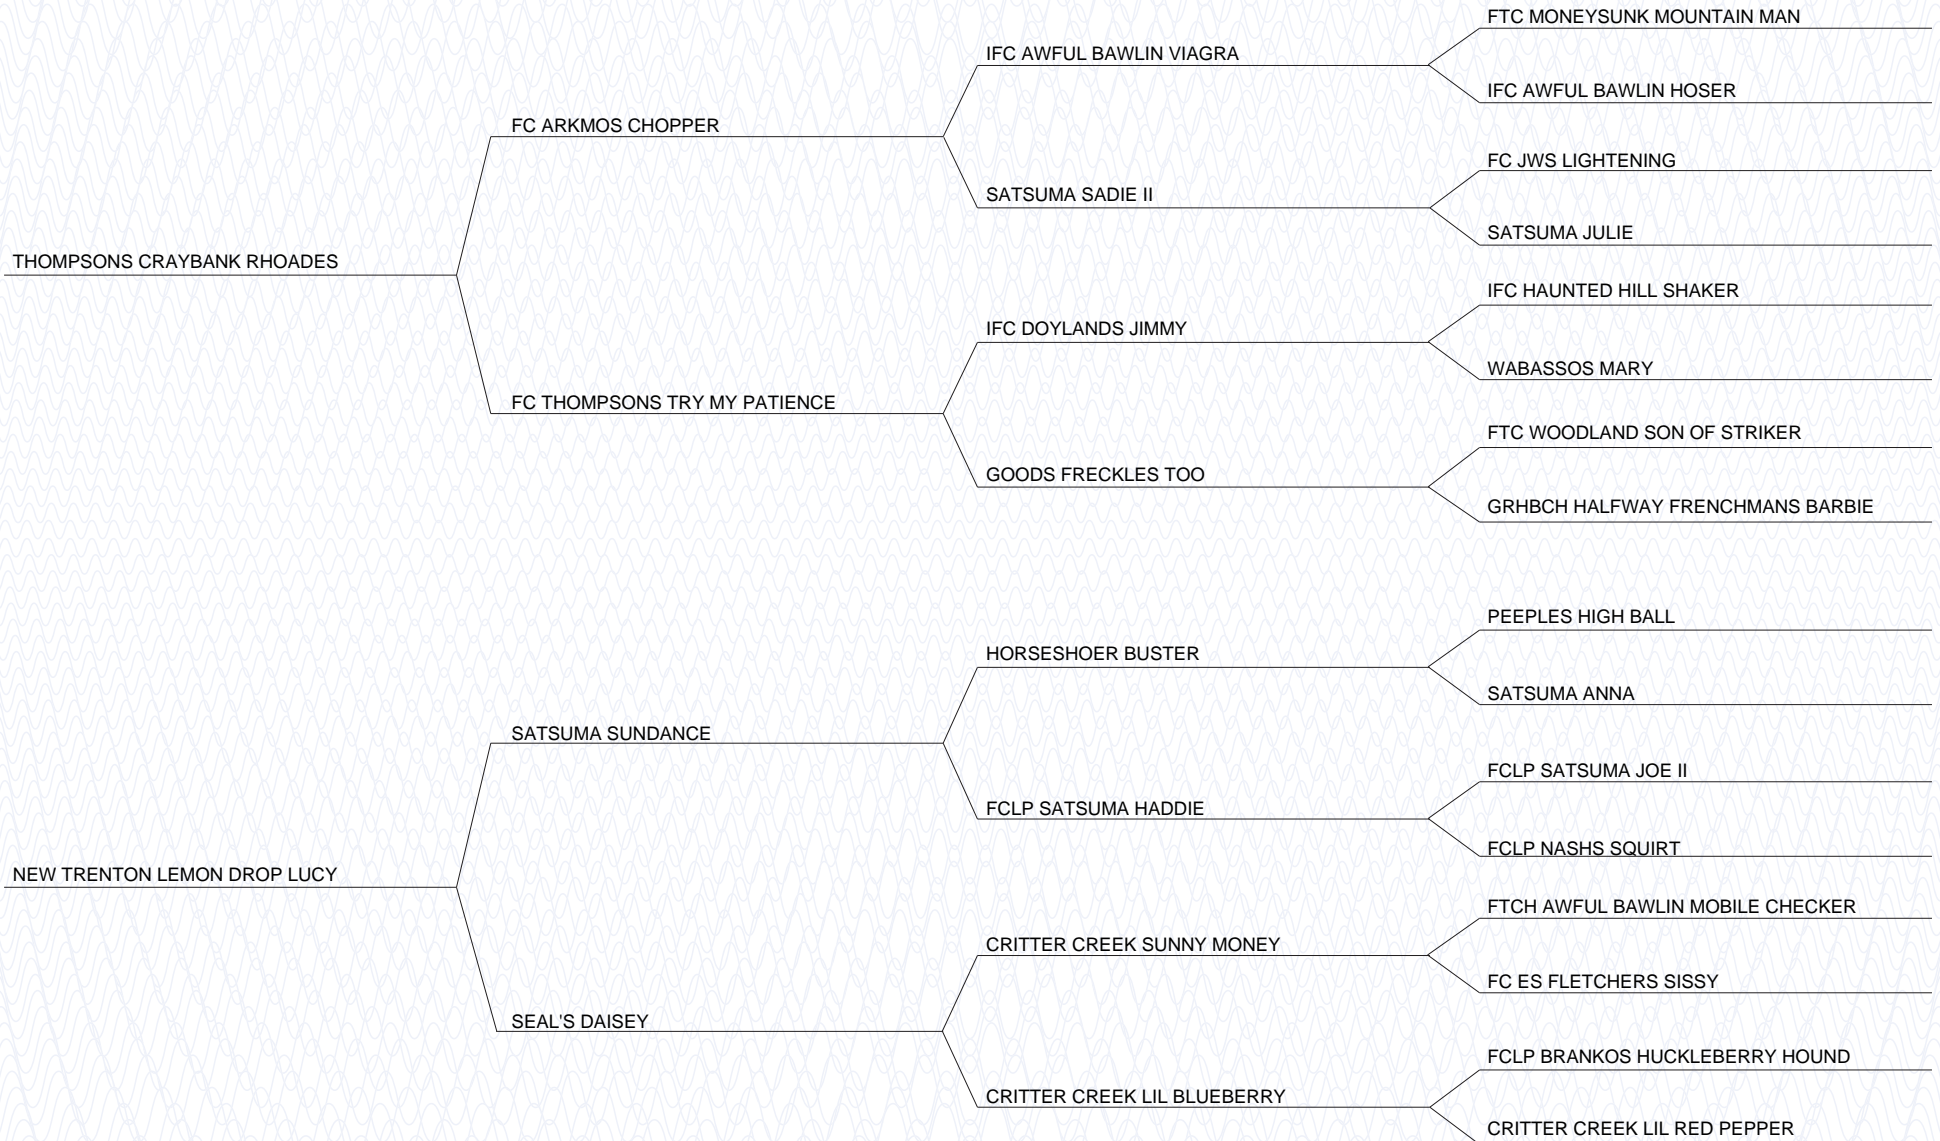 FTC MONEYSUNK MOUNTAIN MAN
IFC AWFUL BAWLIN VIAGRA
IFC AWFUL BAWLIN HOSER
FC ARKMOS CHOPPER
FC JWS LIGHTENING
SATSUMA SADIE II
SATSUMA JULIE
THOMPSONS CRAYBANK RHOADES
IFC HAUNTED HILL SHAKER
IFC DOYLANDS JIMMY
WABASSOS MARY
FC THOMPSONS TRY MY PATIENCE
FTC WOODLAND SON OF STRIKER
GOODS FRECKLES TOO
GRHBCH HALFWAY FRENCHMANS BARBIE
PEEPLES HIGH BALL
HORSESHOER BUSTER
SATSUMA ANNA
SATSUMA SUNDANCE
FCLP SATSUMA JOE II
FCLP SATSUMA HADDIE
FCLP NASHS SQUIRT
NEW TRENTON LEMON DROP LUCY
FTCH AWFUL BAWLIN MOBILE CHECKER
CRITTER CREEK SUNNY MONEY
FC ES FLETCHERS SISSY
SEAL'S DAISEY
FCLP BRANKOS HUCKLEBERRY HOUND
CRITTER CREEK LIL BLUEBERRY
CRITTER CREEK LIL RED PEPPER